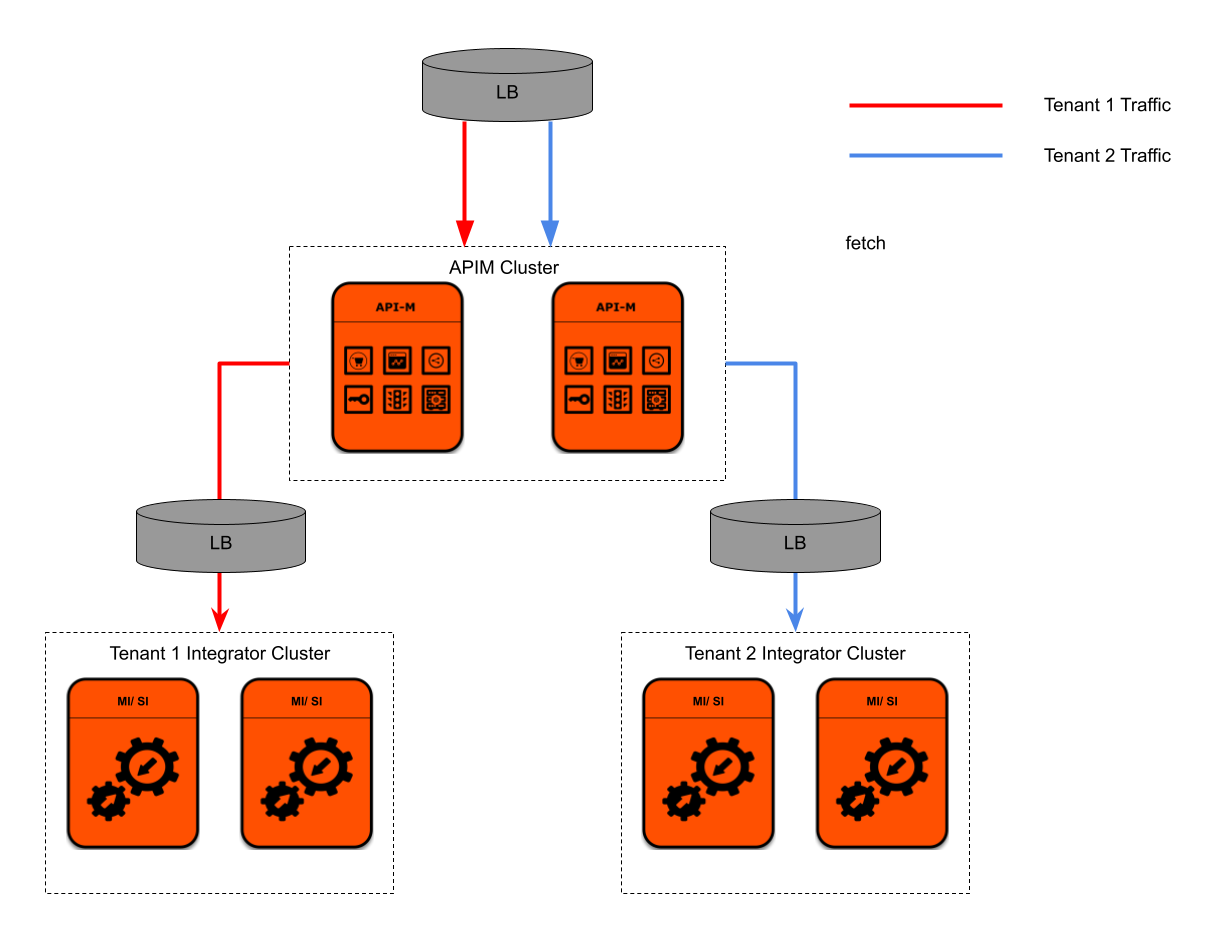 LB
Tenant 1 Traffic
Tenant 2 Traffic
fetch
APIM Cluster
API-M
API-M
LB
LB
Tenant 1 Integrator Cluster
MI/ SI
MI/ SI
Tenant 2 Integrator Cluster
MI/ SI
MI/ SI